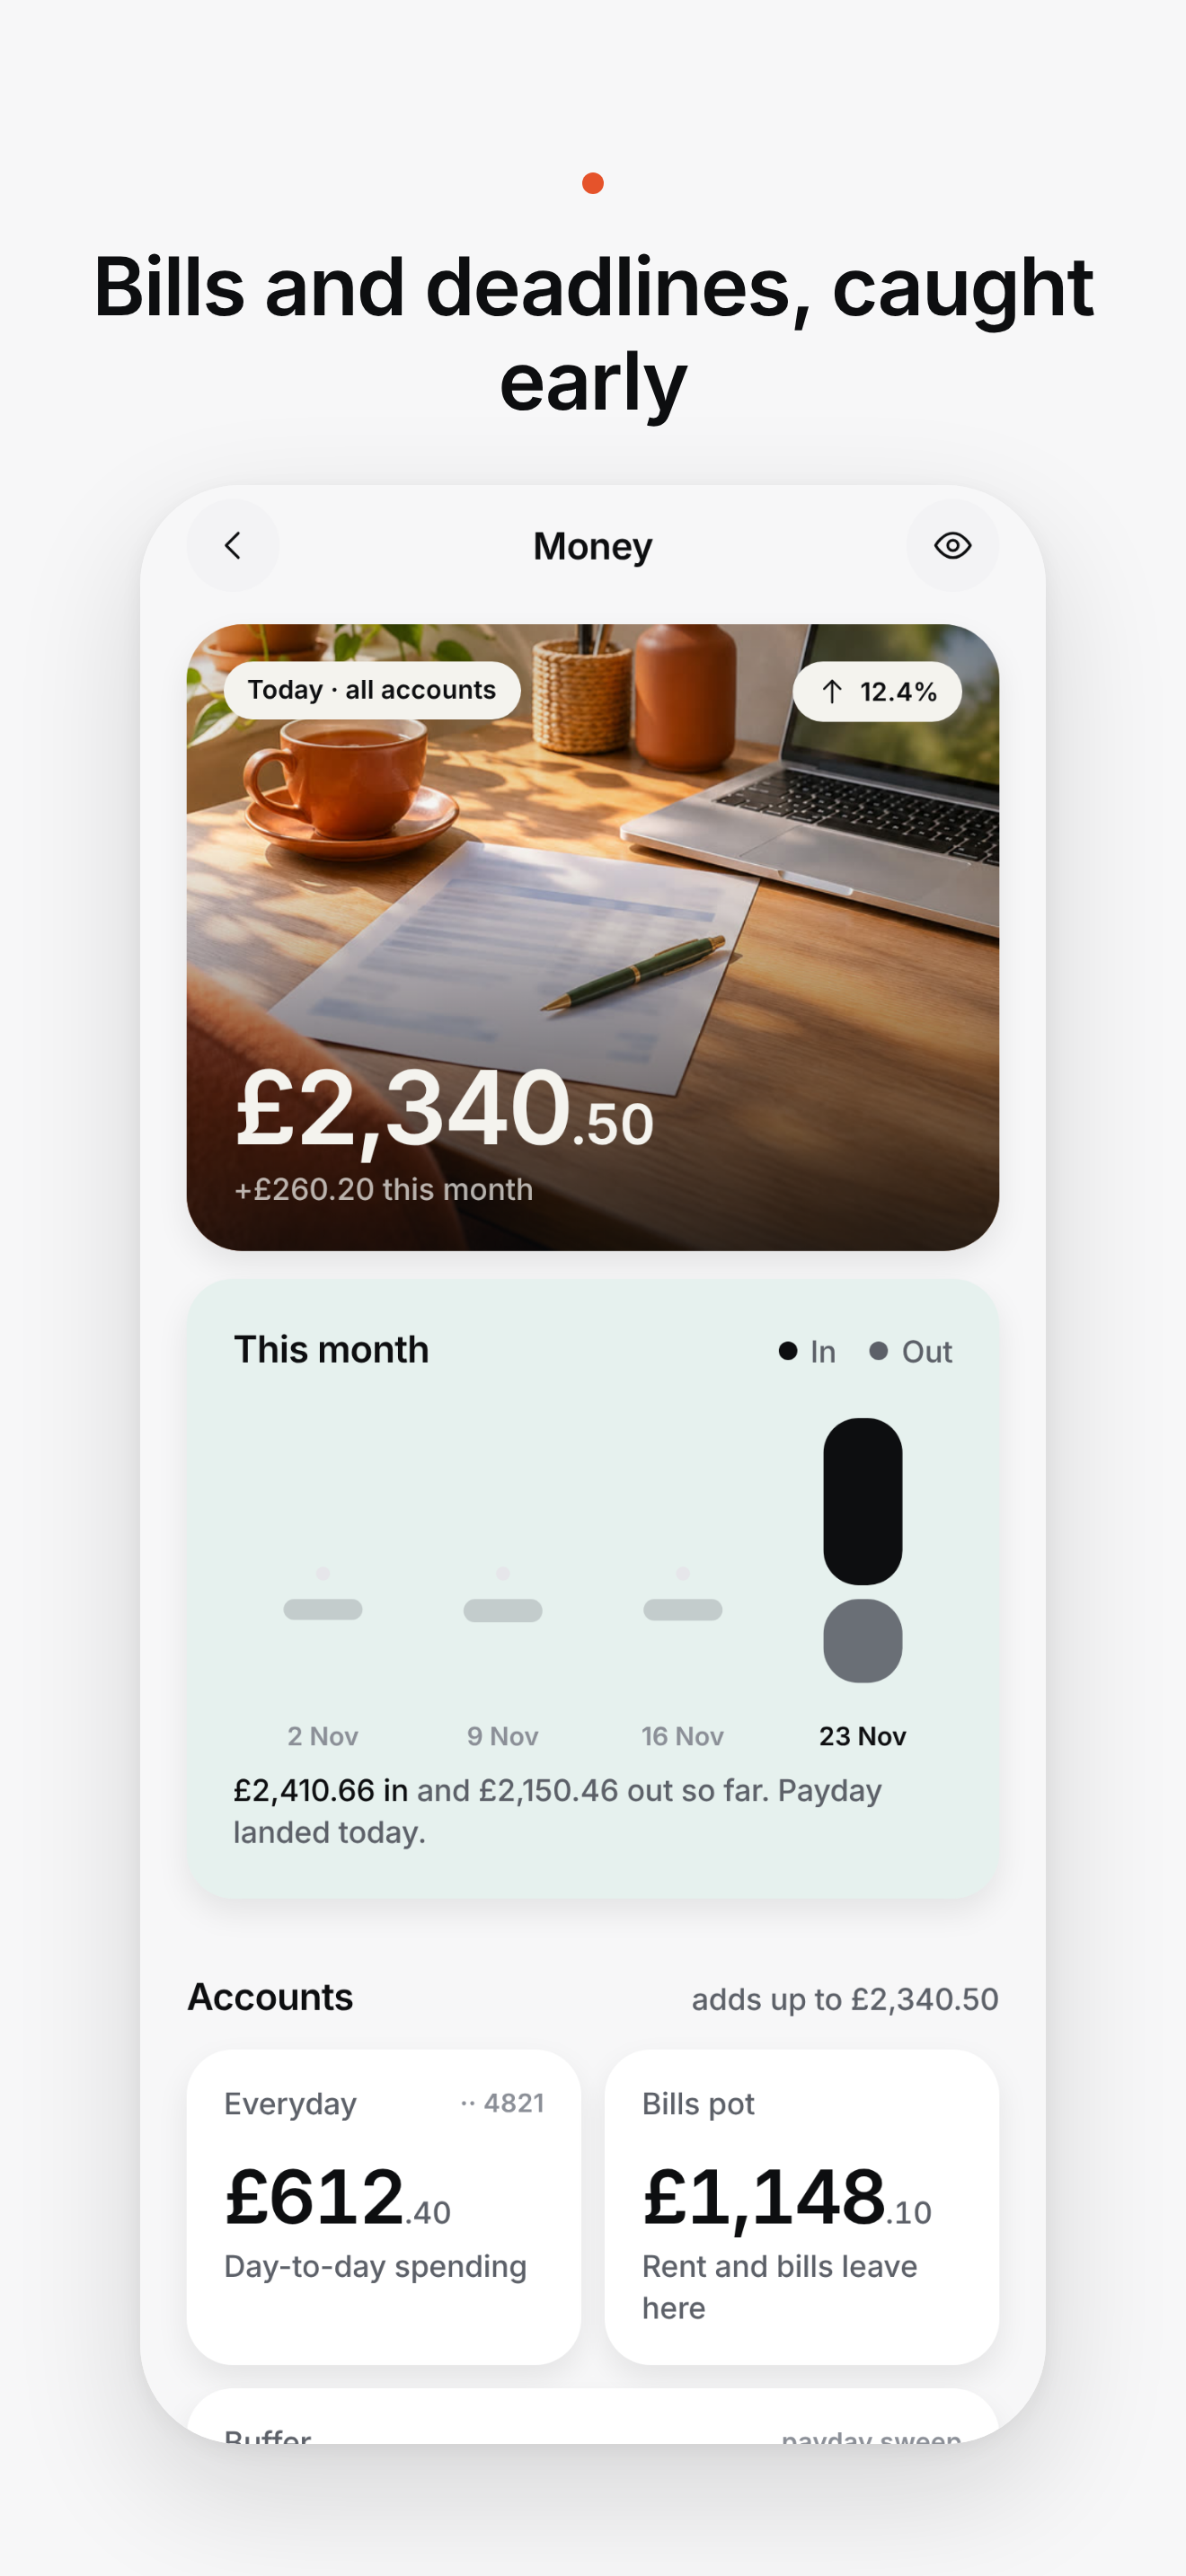 Bills and deadlines, caught
early
Money
Today · all accounts
↑ 12.4%
£2,340.50
+£260.20 this month
This month
In
Out
2 Nov
9 Nov
16 Nov
23 Nov
£2,410.66 in and £2,150.46 out so far. Payday
landed today.
Accounts
adds up to £2,340.50
Everyday
·· 4821
£612.40
Day-to-day spending
Bills pot
£1,148.10
Rent and bills leave
here
Buffer
payday sweep